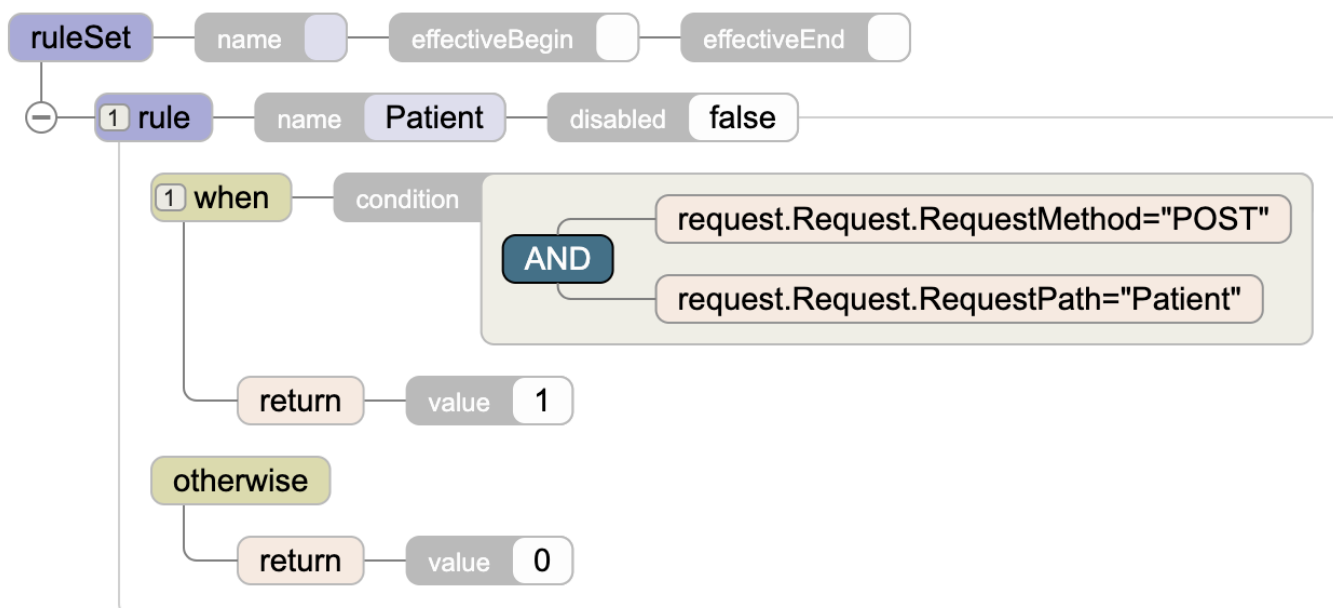 ruleSet name effectiveBegin effectiveEnd
1 rule name Patient disabled false
1 when condition
request.Request.RequestMethod="POST"
AND
request.Request.RequestPath="Patient"
return value 1
otherwise
return value 0